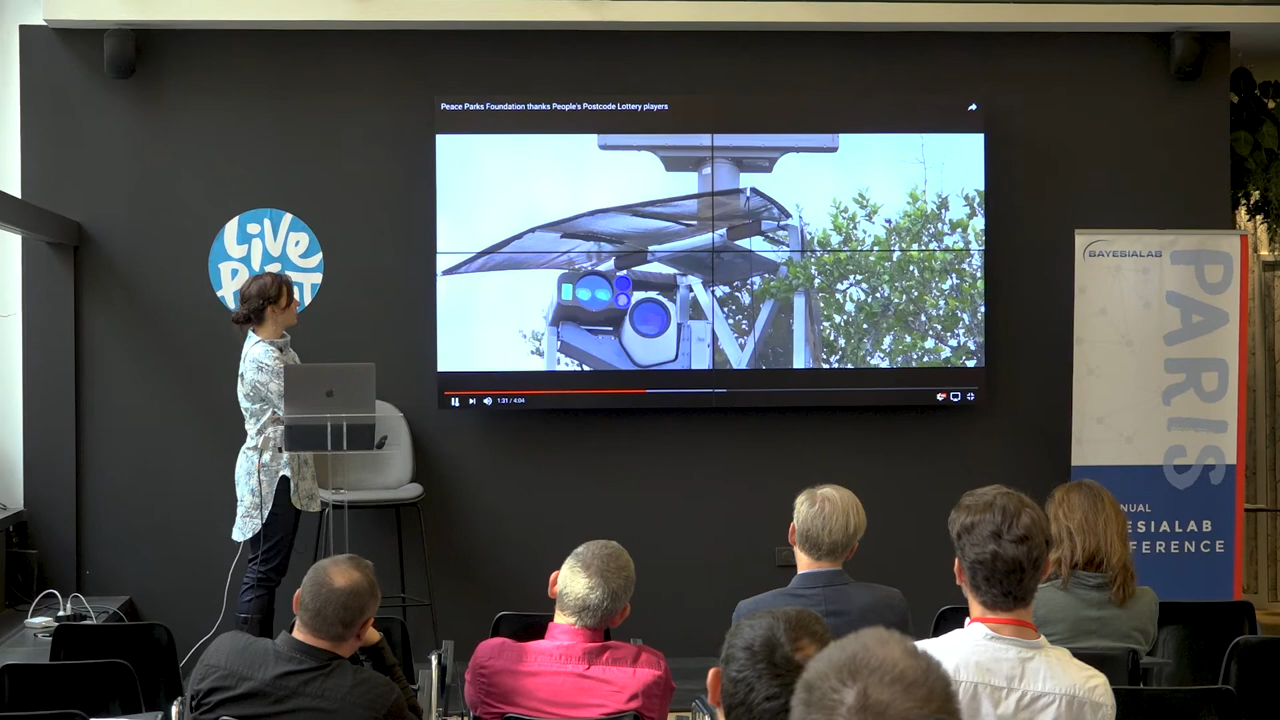 Peace Parks Foundation thanks People's Postcode Lottery players
LiVe
1:31 / 4:04
BAYESIALAB
PARIS
NUAL
ESIALAB
FERENCE